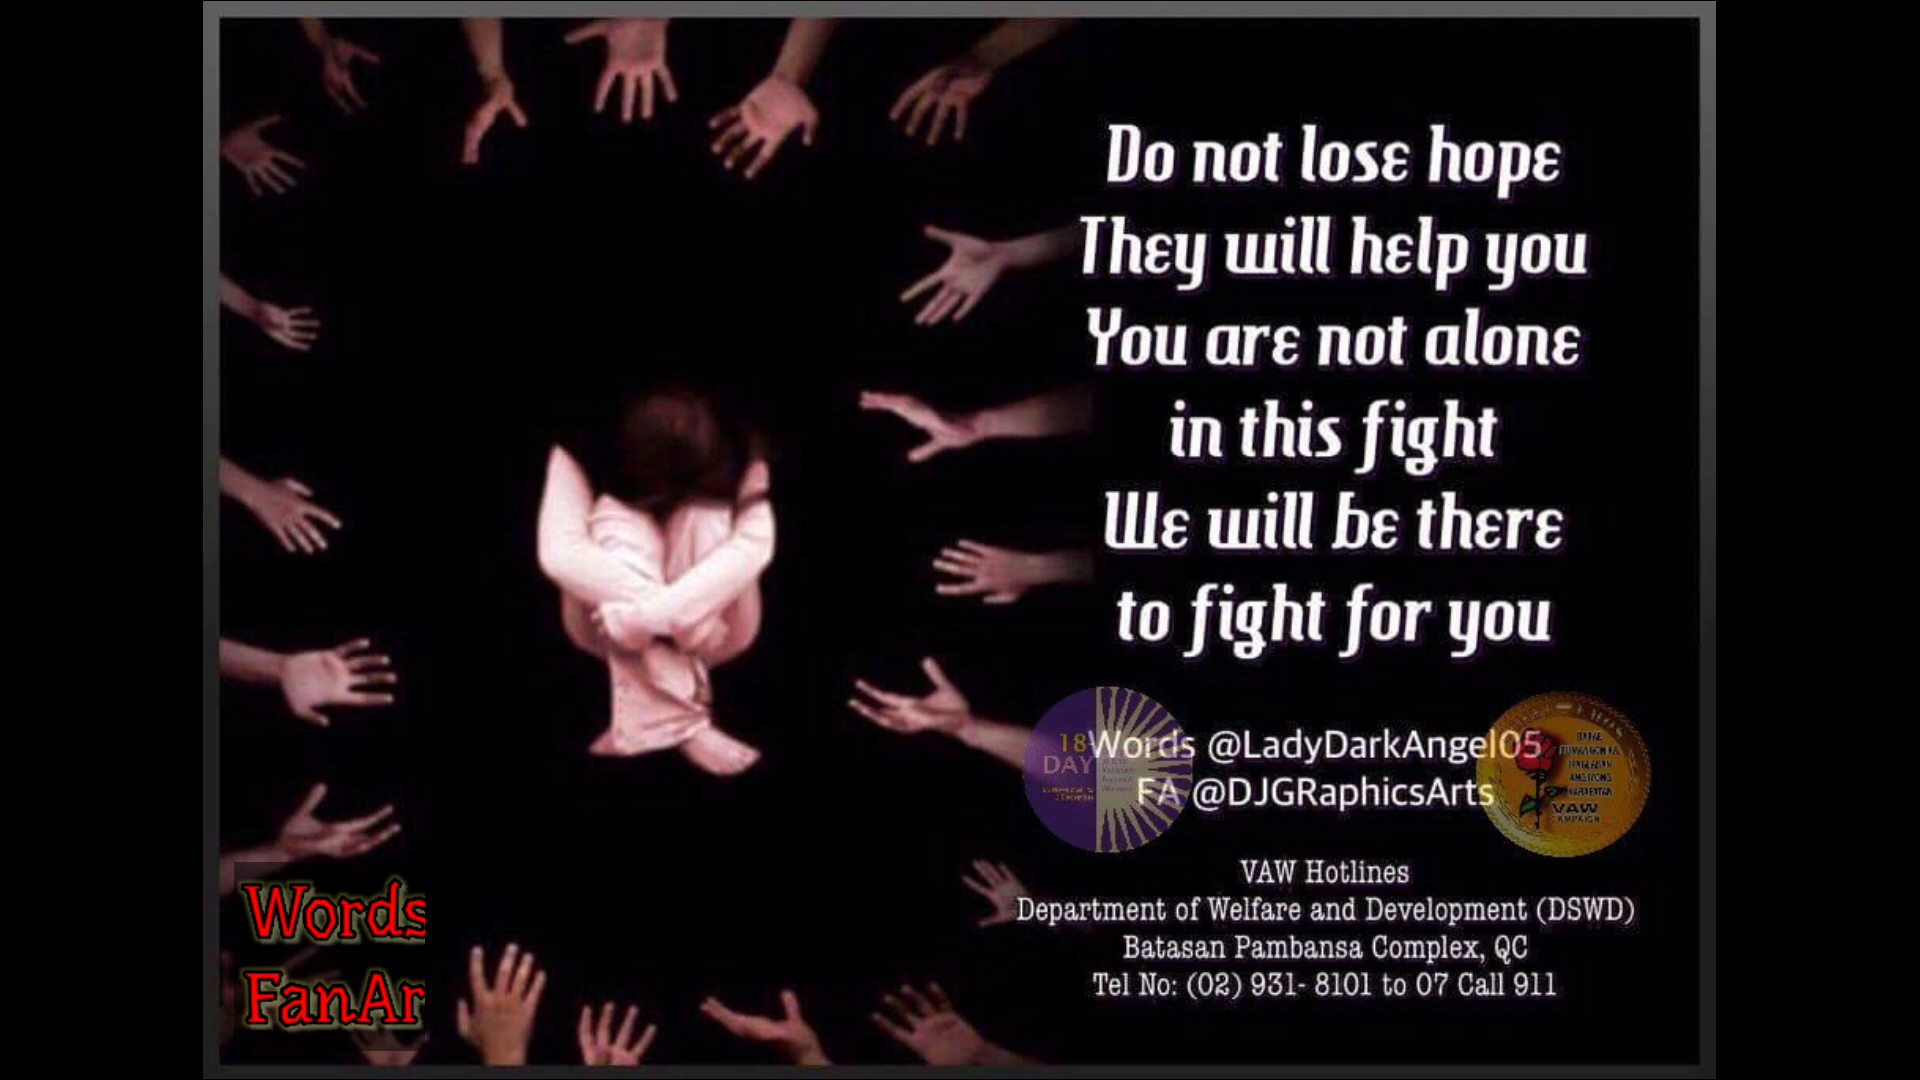 Do not lose hope
They will help you
You are not alone
in this fight
We will be there
to fight for you
Words @LadyDarkAngel05
FA @DJGRaphicsArts
18
DAY
VAW
CAMPAIGN
VAW Hotlines
Department of Welfare and Development (DSWD)
Batasan Pambansa Complex, QC
Tel No: (02) 931- 8101 to 07 Call 911
Words
FanAr